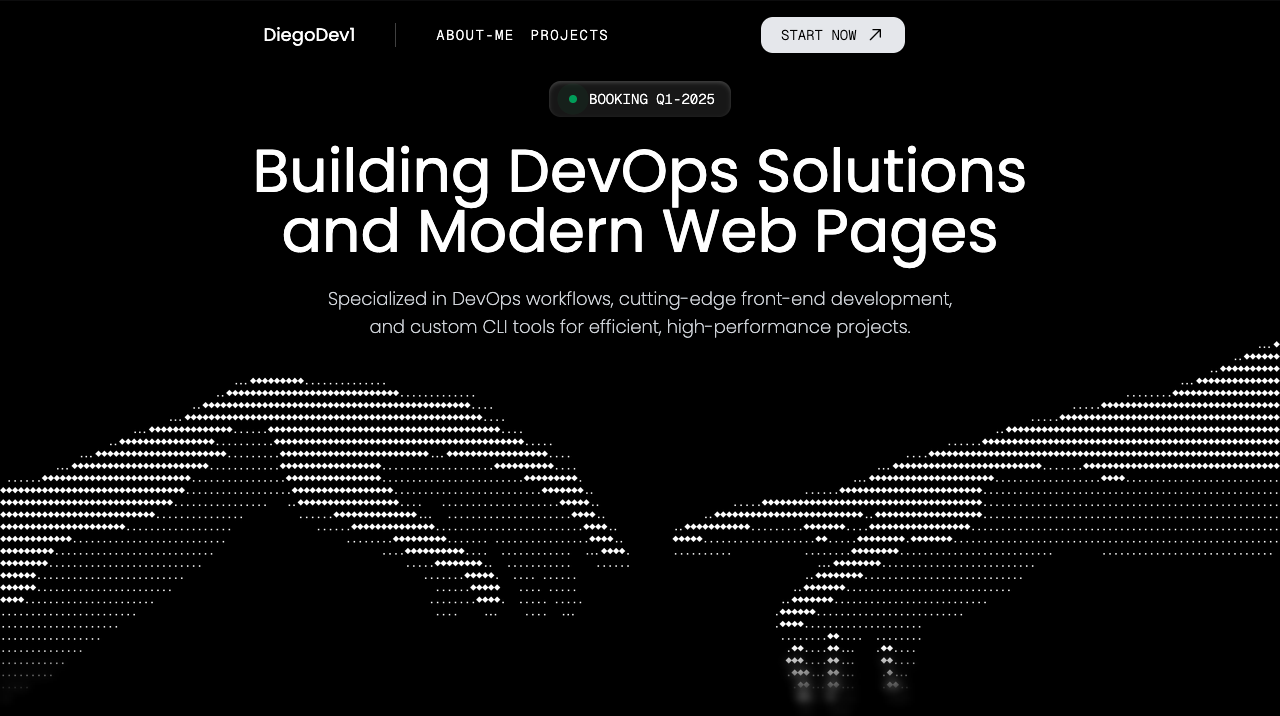 DiegoDev1
ABOUT-ME PROJECTS
START NOW
BOOKING Q1-2025
Building DevOps Solutions
and Modern Web Pages
Specialized in DevOps workflows, cutting-edge front-end development,
and custom CLI tools for efficient, high-performance projects.